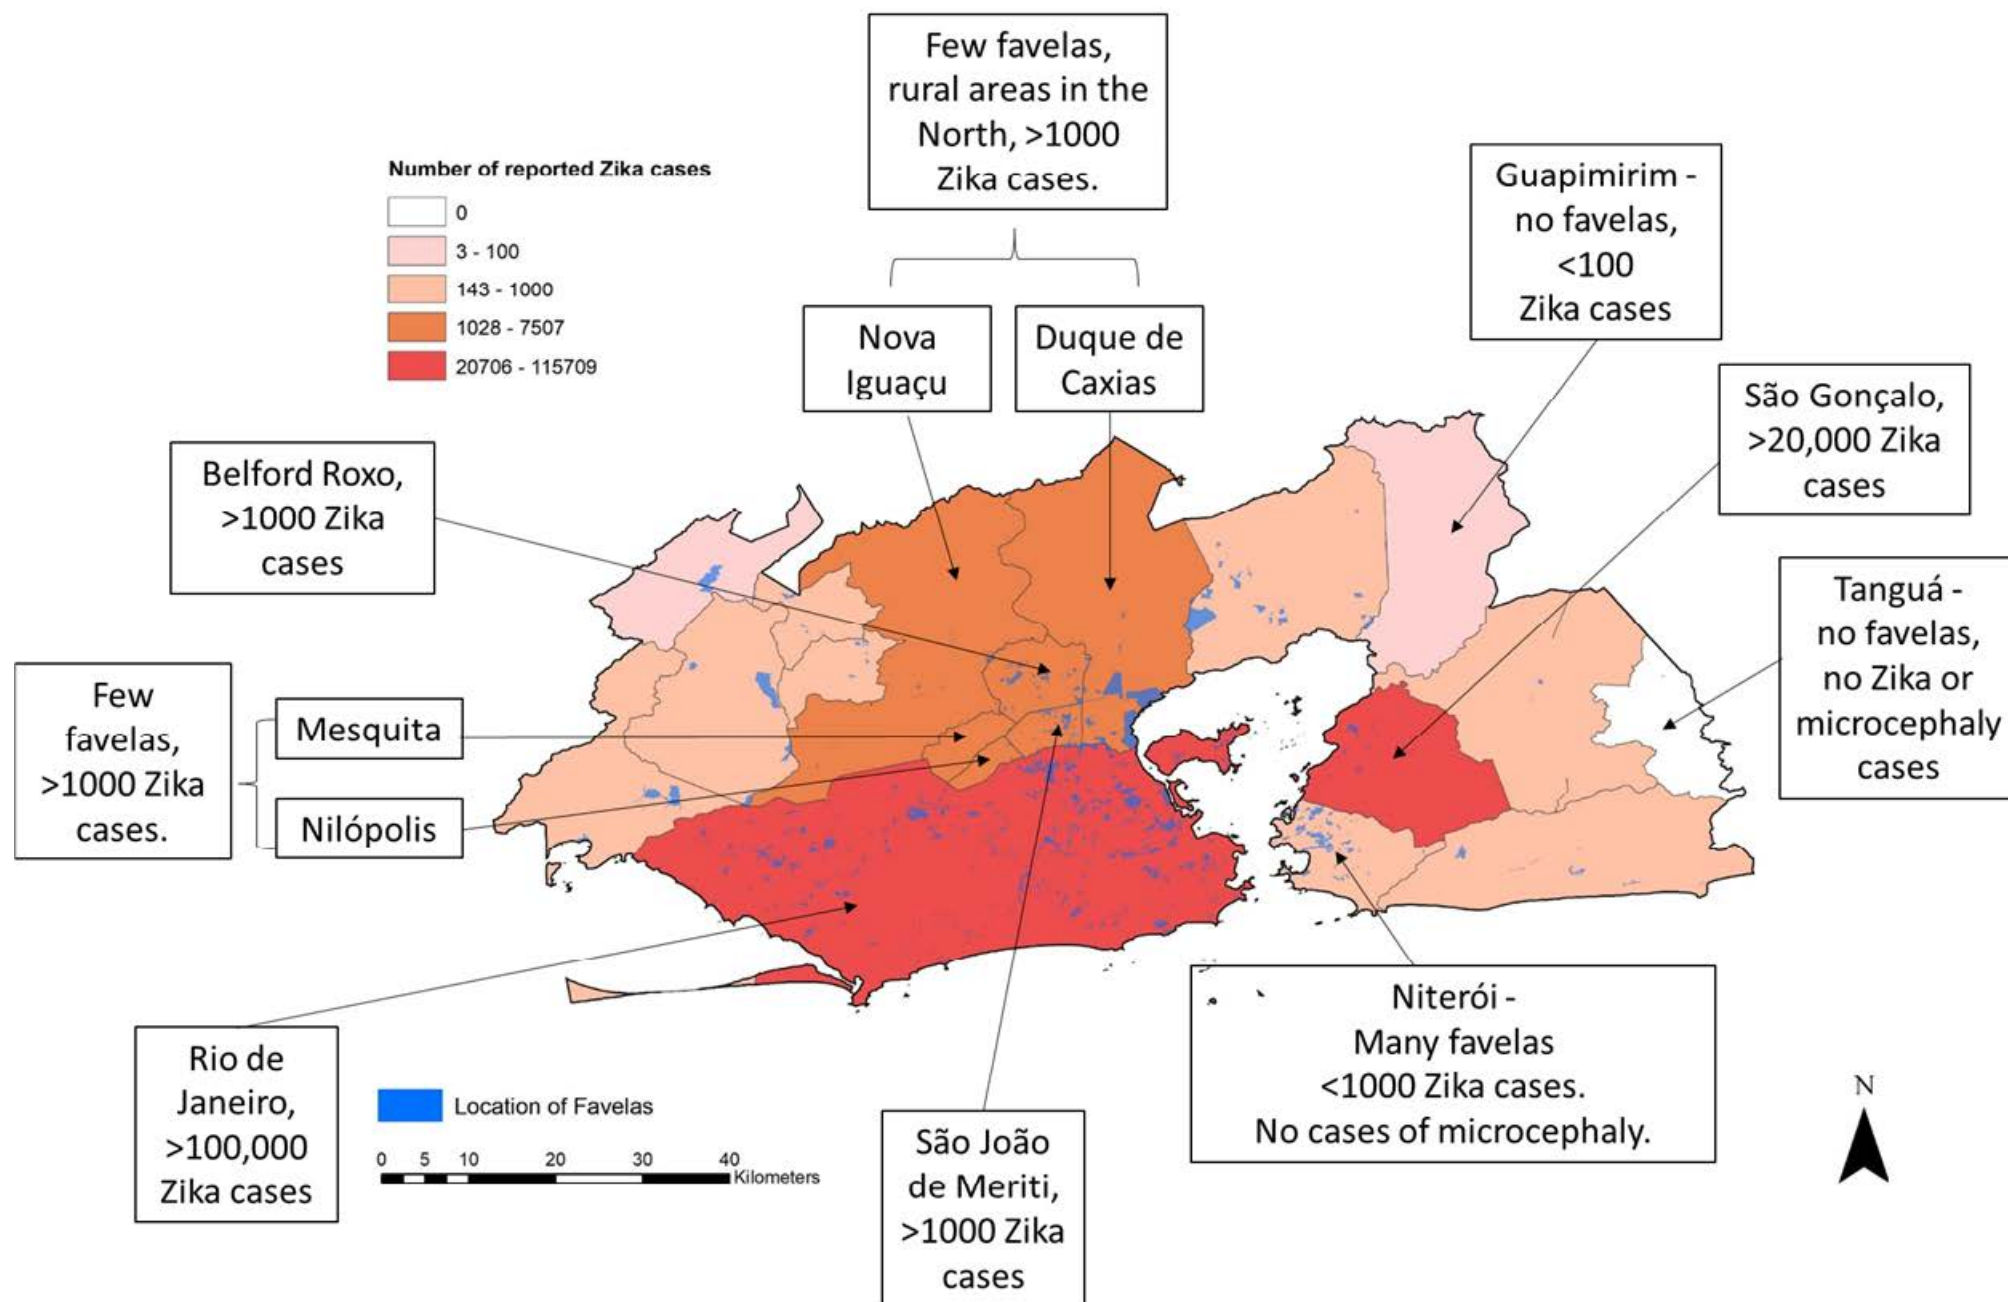 Few favelas,
rural areas in the
North, >1000
Zika cases.
Number of reported Zika cases
0
3 - 100
143 - 1000
1028 - 7507
20706 - 115709
Guapimirim -
no favelas,
<100
Zika cases
Nova
Iguaçu
Duque de
Caxias
São Gonçalo,
>20,000 Zika
cases
Belford Roxo,
>1000 Zika
cases
Tanguá -
no favelas,
no Zika or
microcephaly
cases
Few
favelas,
>1000 Zika
cases.
Mesquita
Nilópolis
Rio de
Janeiro,
>100,000
Zika cases
Location of Favelas
0 5 10 20 30 40
Kilometers
São João
de Meriti,
>1000 Zika
cases
Niterói -
Many favelas
<1000 Zika cases.
No cases of microcephaly.
N